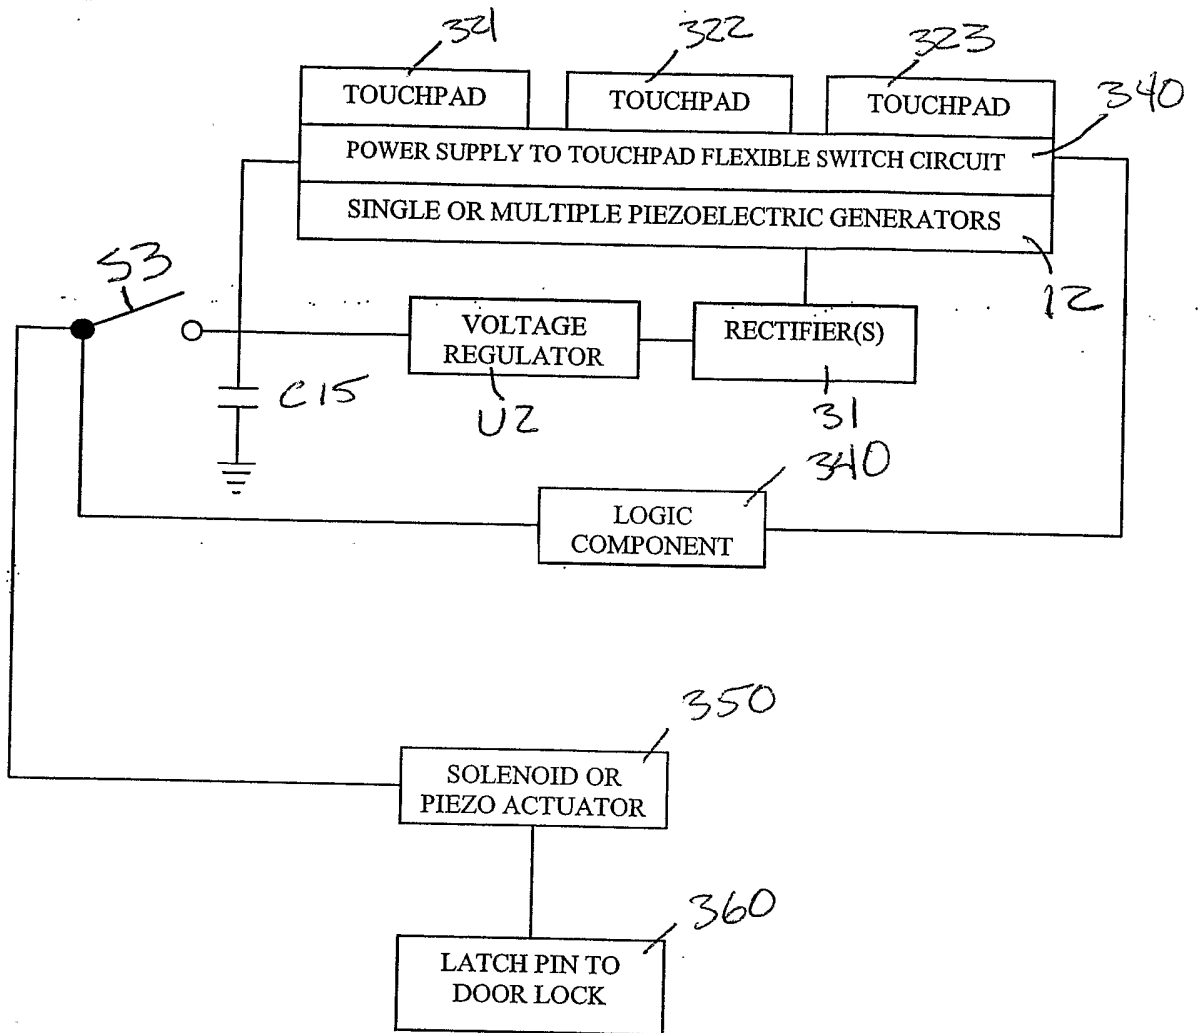 321
322
323
TOUCHPAD
TOUCHPAD
TOUCHPAD
340
POWER SUPPLY TO TOUCHPAD FLEXIBLE SWITCH CIRCUIT
SINGLE OR MULTIPLE PIEZOELECTRIC GENERATORS
12
S3
VOLTAGE
REGULATOR
RECTIFIER(S)
C15
U2
31
340
LOGIC
COMPONENT
350
SOLENOID OR
PIEZO ACTUATOR
360
LATCH PIN TO
DOOR LOCK